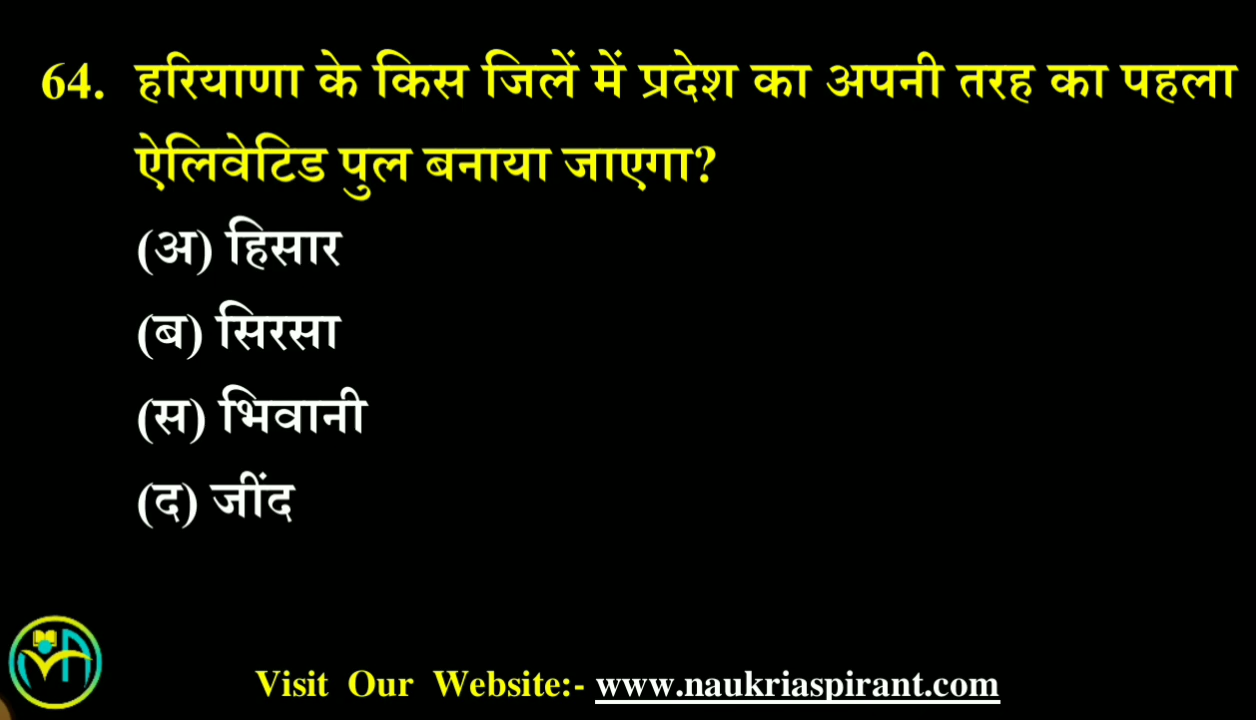 64. हरियाणा के किस जिलें में प्रदेश का अपनी तरह का पहला
ऐलिवेटिड पुल बनाया जाएगा?
(अ) हिसार
(ब) सिरसा
(स) भिवानी
(द) जींद
Visit Our Website:- www.naukriaspirant.com